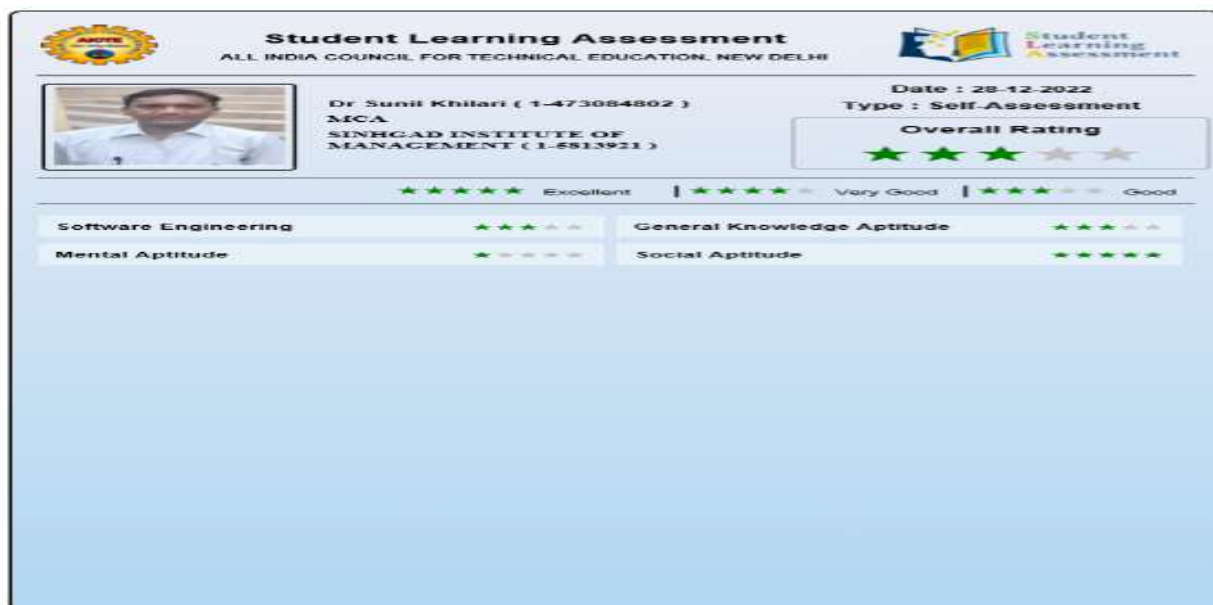 AICTE
Student Learning Assessment
ALL INDIA COUNCIL FOR TECHNICAL EDUCATION, NEW DELHI
Student
Learning
Assessment
Dr Sunil Khilari ( 1-473084802 )
MCA
SINHGAD INSTITUTE OF
MANAGEMENT ( 1-5813921 )
Date : 28-12-2022
Type : Self-Assessment
Overall Rating
★★★★★ Excellent | ★★★★★ Very Good | ★★★★★ Good
Software Engineering ★★★★★ General Knowledge Aptitude ★★★★★
Mental Aptitude ★★★★★ Social Aptitude ★★★★★